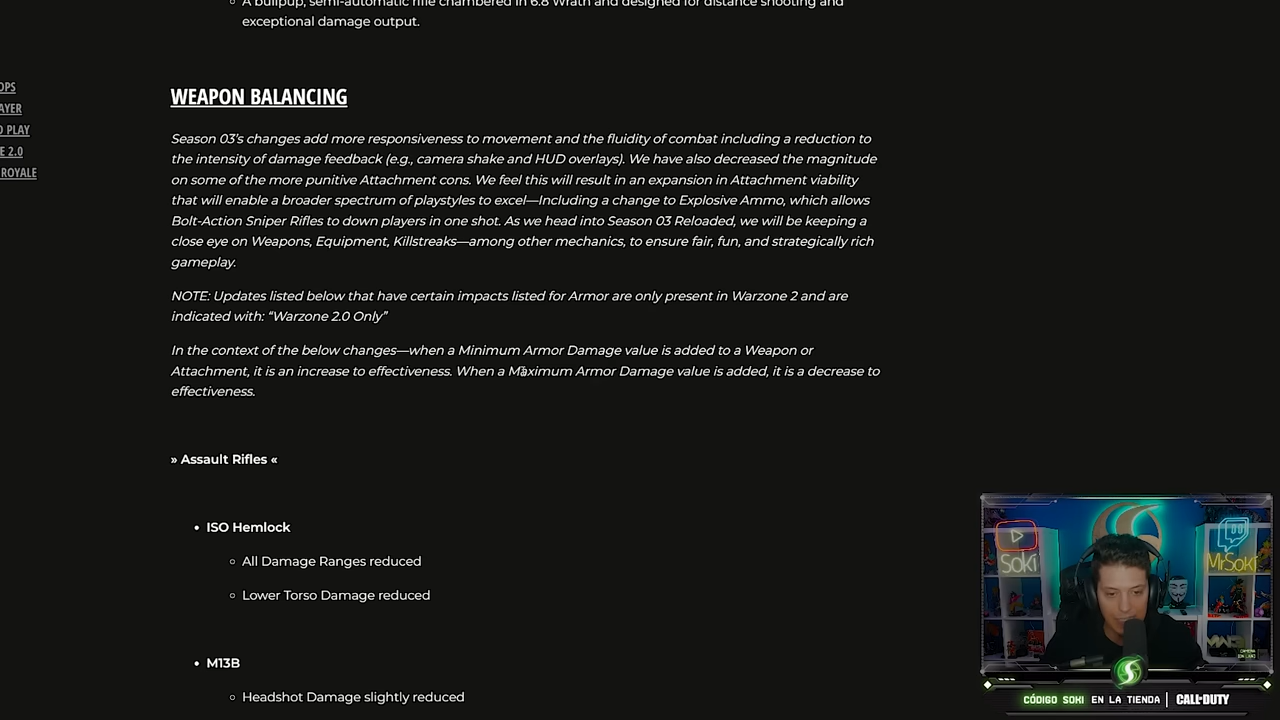 A bullpup, semi-automatic rifle chambered in 6.8 Wrath and designed for distance shooting and
exceptional damage output.
OPS
AYER
O PLAY
E 2.0
ROYALE
WEAPON BALANCING
Season 03's changes add more responsiveness to movement and the fluidity of combat including a reduction to
the intensity of damage feedback (e.g., camera shake and HUD overlays). We have also decreased the magnitude
on some of the more punitive Attachment cons. We feel this will result in an expansion in Attachment viability
that will enable a broader spectrum of playstyles to excel—Including a change to Explosive Ammo, which allows
Bolt-Action Sniper Rifles to down players in one shot. As we head into Season 03 Reloaded, we will be keeping a
close eye on Weapons, Equipment, Killstreaks—among other mechanics, to ensure fair, fun, and strategically rich
gameplay.
NOTE: Updates listed below that have certain impacts listed for Armor are only present in Warzone 2 and are
indicated with: “Warzone 2.0 Only”
In the context of the below changes—when a Minimum Armor Damage value is added to a Weapon or
Attachment, it is an increase to effectiveness. When a Maximum Armor Damage value is added, it is a decrease to
effectiveness.
» Assault Rifles «
• ISO Hemlock
All Damage Ranges reduced
Lower Torso Damage reduced
• M13B
Headshot Damage slightly reduced
Soki
MrSoki
CÓDIGO SOKI EN LA TIENDA | CALL OF DUTY